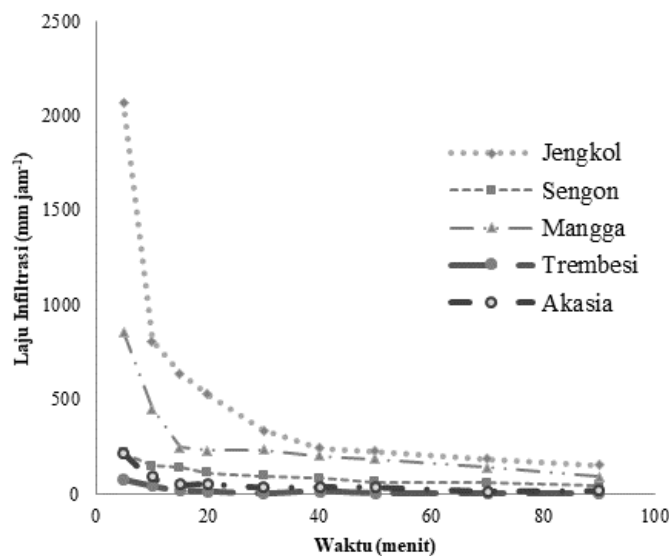 2500
2000
1500
1000
500
0
Laju Infiltrasi (mm jam⁻¹)
Jengkol
Sengon
Mangga
Trembesi
Akasia
0 20 40 60 80 100
Waktu (menit)